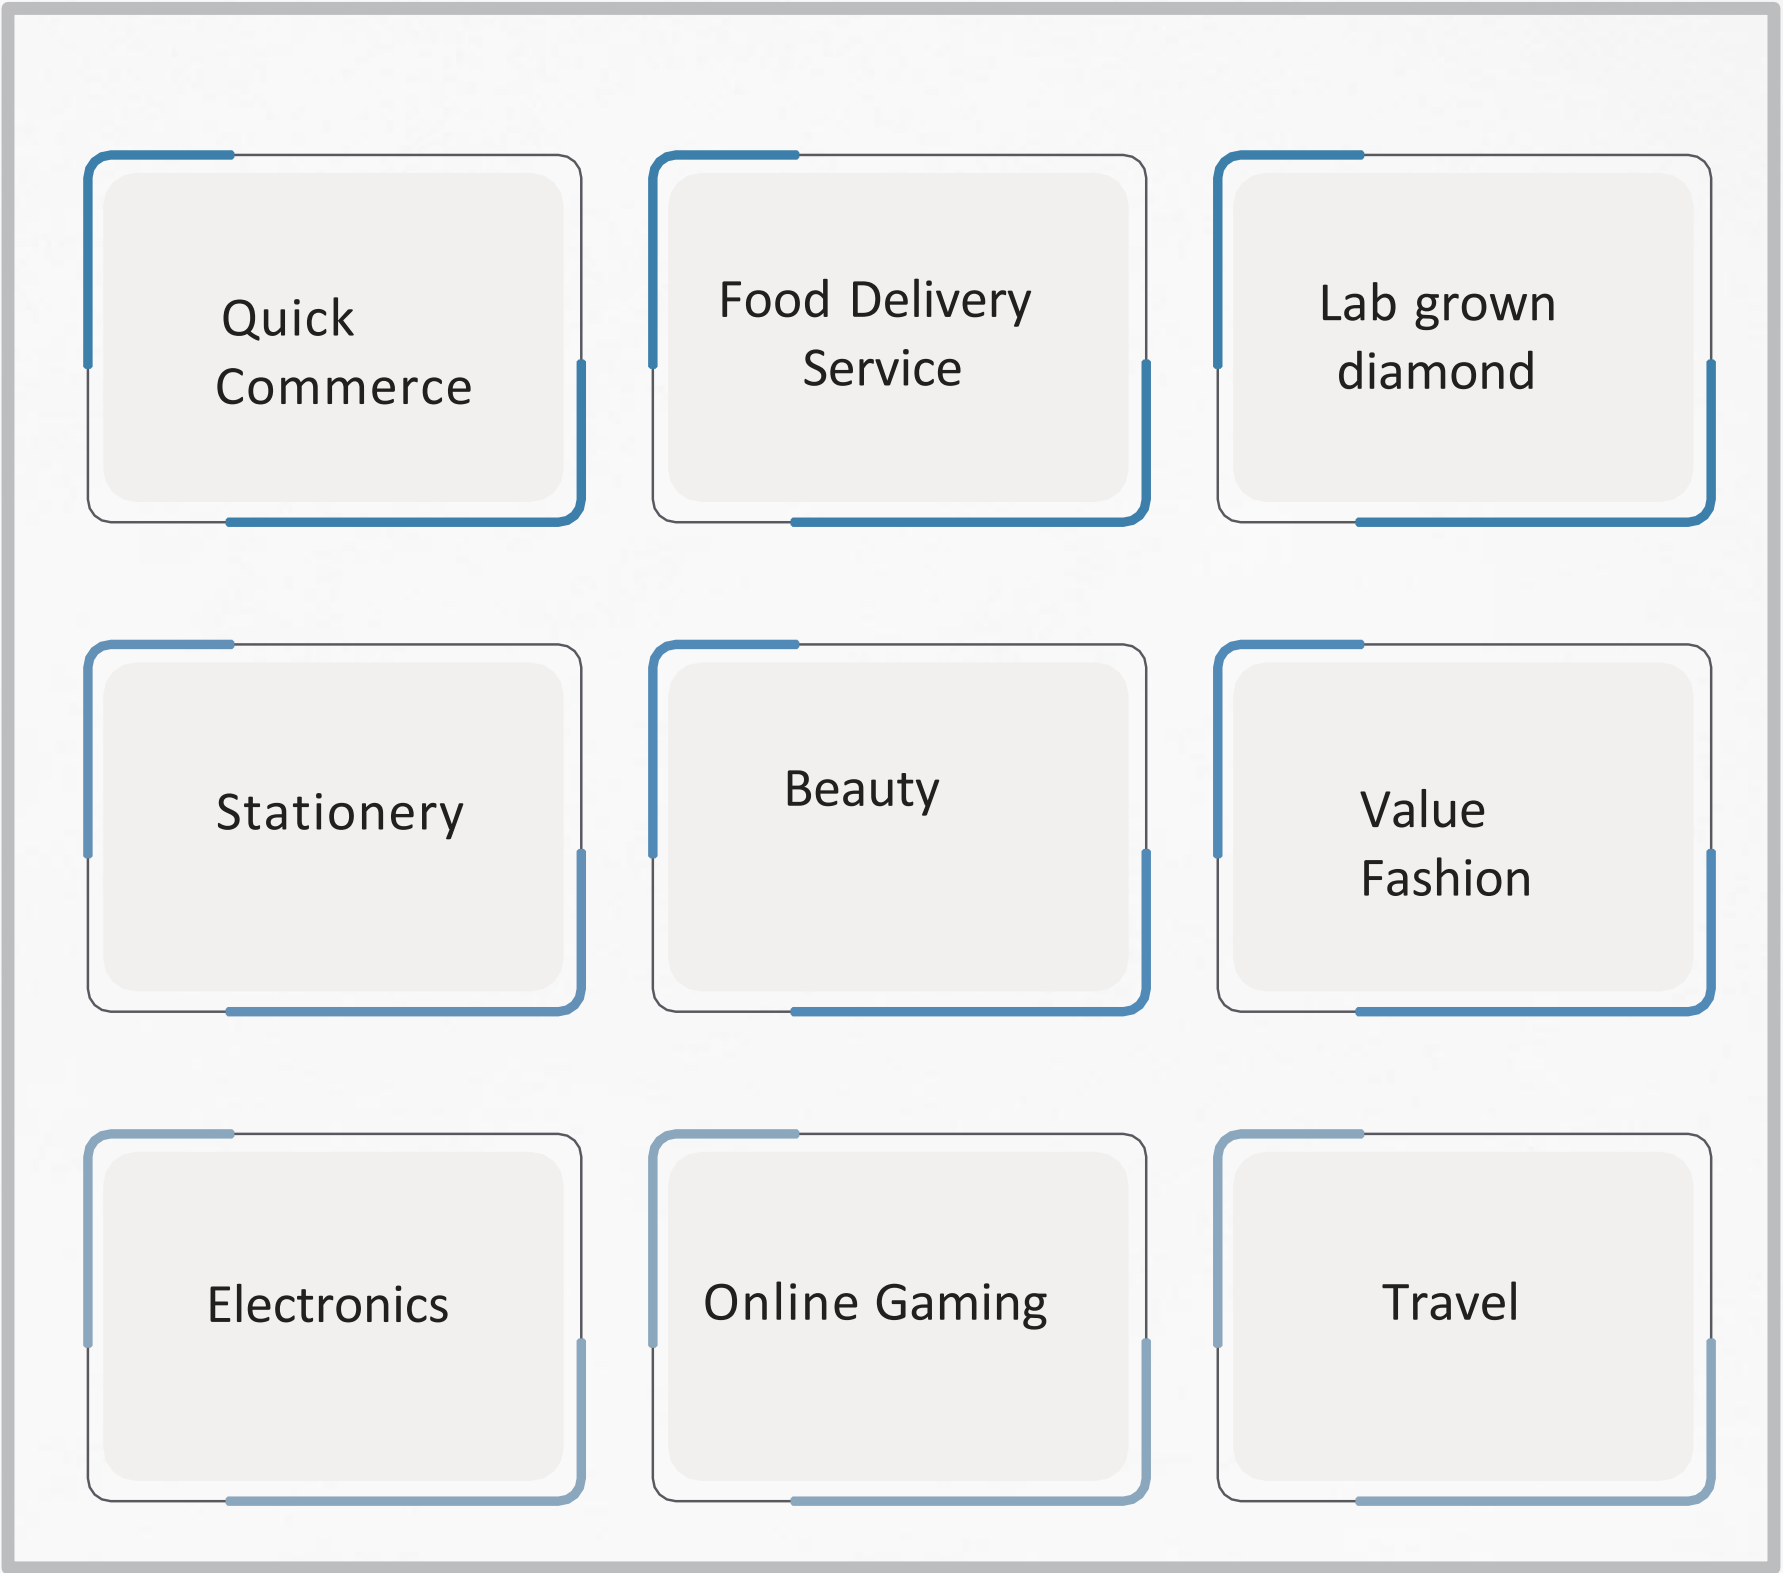 Quick
Commerce
Food Delivery
Service
Lab grown
diamond
Stationery
Beauty
Value
Fashion
Electronics
Online Gaming
Travel